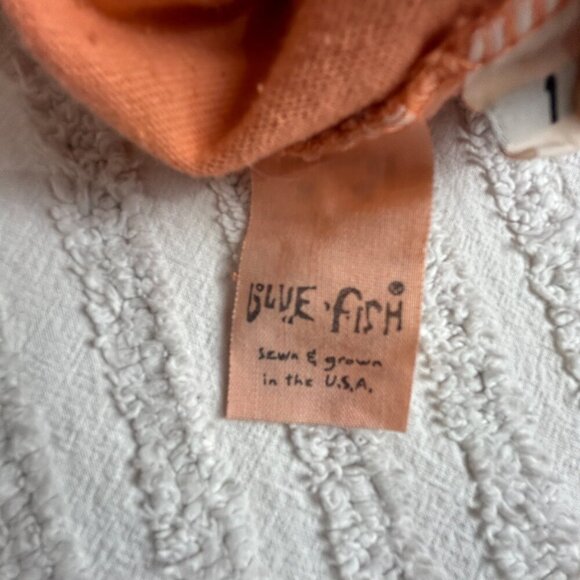 1
BLUE FISH®
sewn & grown
in the U.S.A.